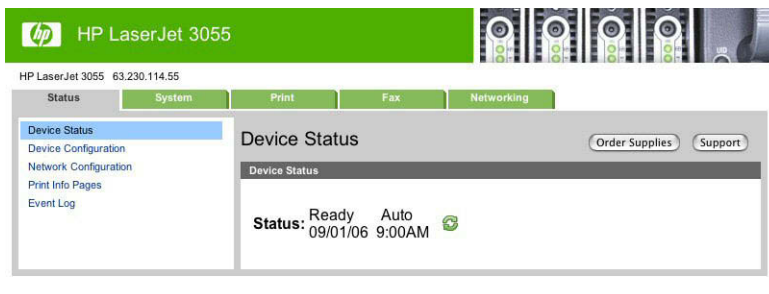 hp HP LaserJet 3055
HP LaserJet 3055 63.230.114.55
Status System Print Fax Networking
Device Status
Device Configuration
Network Configuration
Print Info Pages
Event Log
Device Status
Order Supplies Support
Device Status
Status: Ready Auto
09/01/06 9:00AM
UID